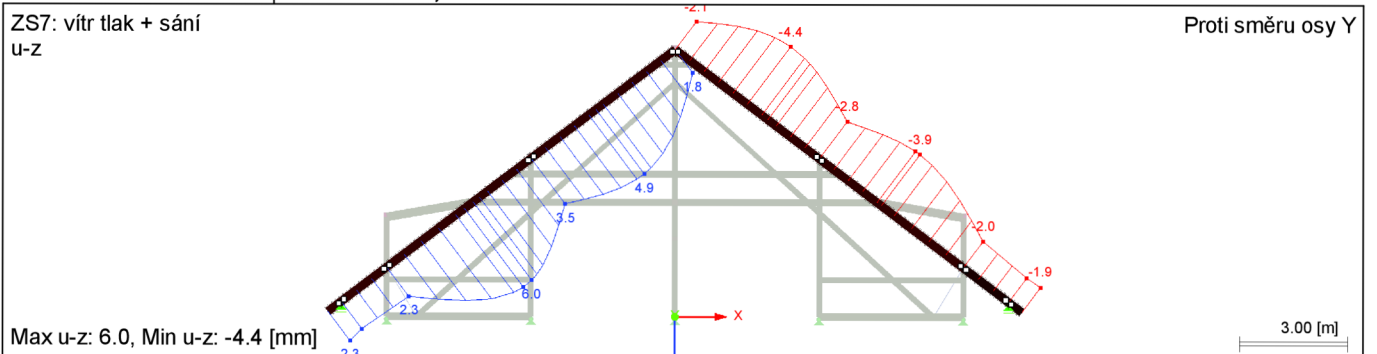 ZS7: vítr tlak + sání
u-z
Proti směru osy Y
-2.1
-4.4
1.8
-2.8
-3.9
4.9
3.5
-2.0
6.0
2.3
-1.9
X
2.3
Max u-z: 6.0, Min u-z: -4.4 [mm]
3.00 [m]